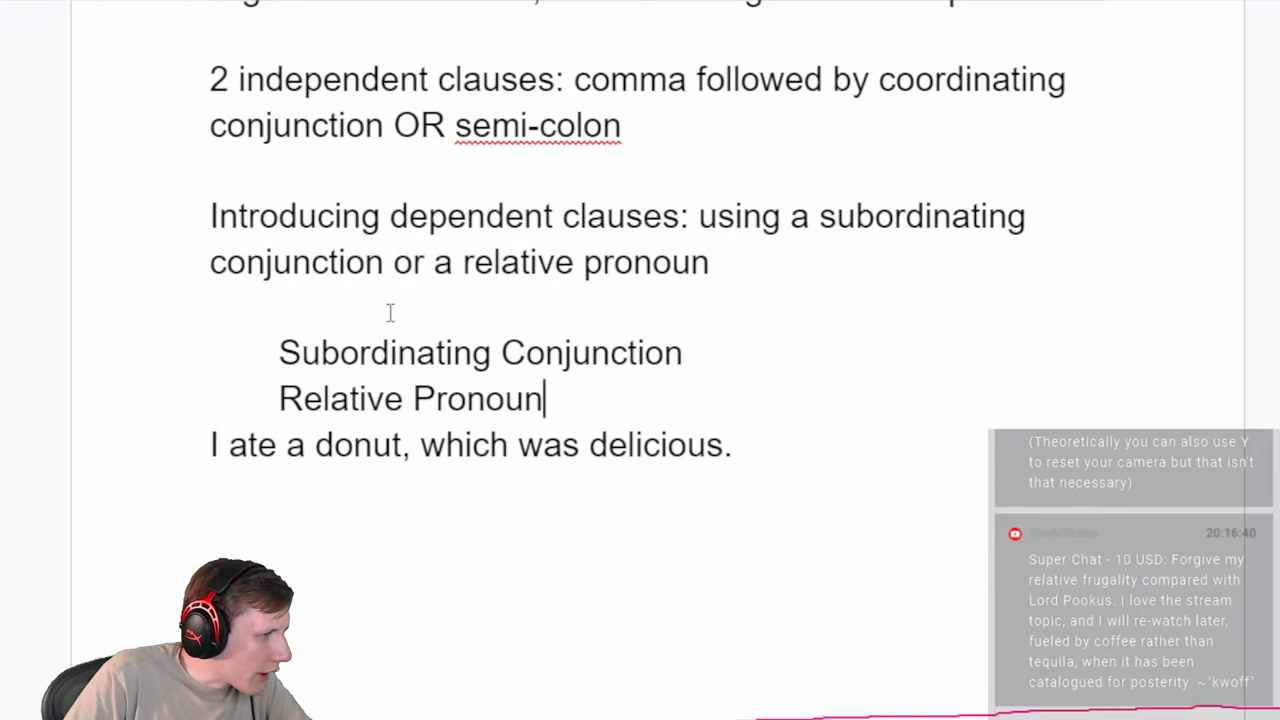 2 independent clauses: comma followed by coordinating
conjunction OR semi-colon
Introducing dependent clauses: using a subordinating
conjunction or a relative pronoun
Subordinating Conjunction
Relative Pronoun
I ate a donut, which was delicious.
(Theoretically you can also use Y
to reset your camera but that isn't
that necessary)
20:16:40
Super Chat - 10 USD: Forgive my
relative frugality compared with
Lord Pookus. I love the stream
topic, and I will re-watch later,
fueled by coffee rather than
tequila, when it has been
catalogued for posterity. ~"kwoff"